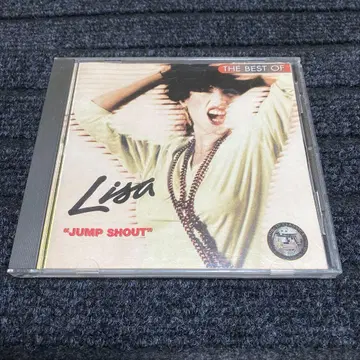 THE BEST OF
Lisa
"JUMP SHOUT"